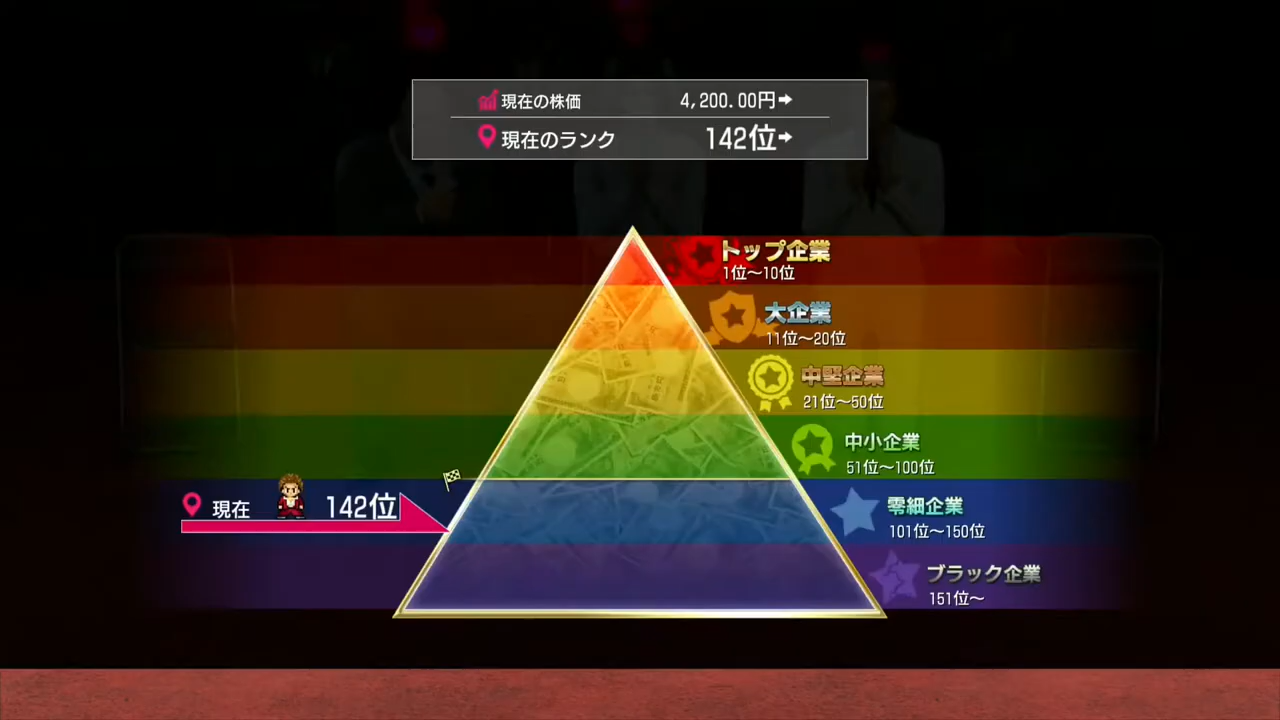 現在の株価 4,200.00円➡
現在のランク 142位➡
トップ企業
1位～10位
大企業
11位～20位
中堅企業
21位～50位
中小企業
51位～100位
現在 142位
零細企業
101位～150位
ブラック企業
151位～